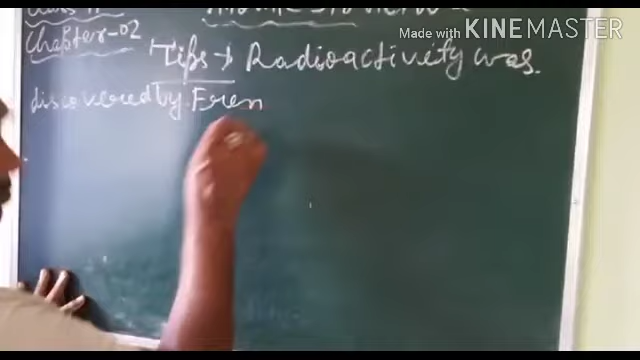 Made with KINEMASTER
Chapter-02
Tips → Radioactivity was
discovered by Fren